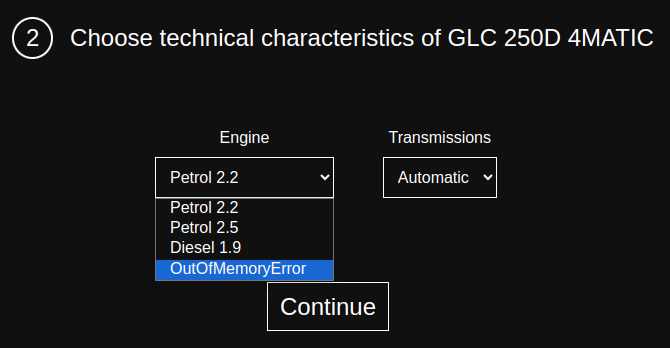 2 Choose technical characteristics of GLC 250D 4MATIC
Engine Transmissions
Petrol 2.2 Automatic
Petrol 2.2
Petrol 2.5
Diesel 1.9
OutOfMemoryError
Continue